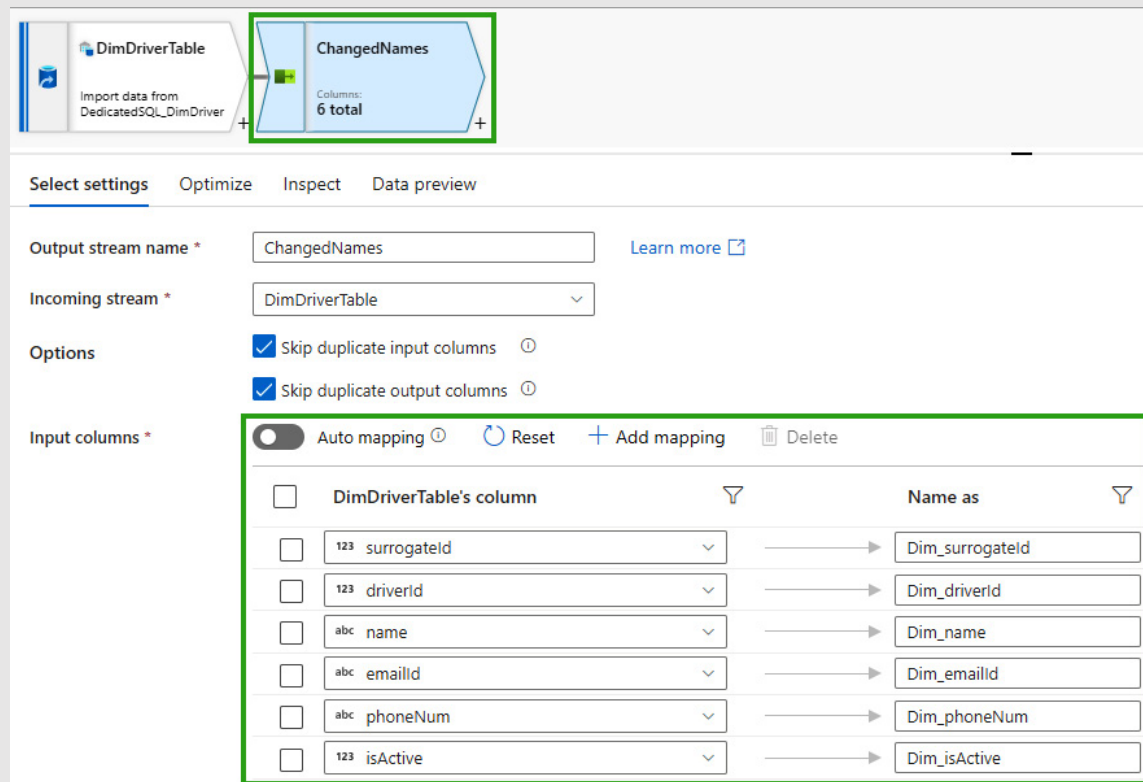 DimDriverTable
Import data from
DedicatedSQL_DimDriver
+
ChangedNames
Columns:
6 total
+
Select settings Optimize Inspect Data preview
Output stream name * ChangedNames Learn more
Incoming stream * DimDriverTable
Options Skip duplicate input columns
Skip duplicate output columns
Input columns * Auto mapping Reset + Add mapping Delete
DimDriverTable's column Name as
123 surrogateId Dim_surrogateId
123 driverId Dim_driverId
abc name Dim_name
abc emailId Dim_emailId
abc phoneNum Dim_phoneNum
123 isActive Dim_isActive